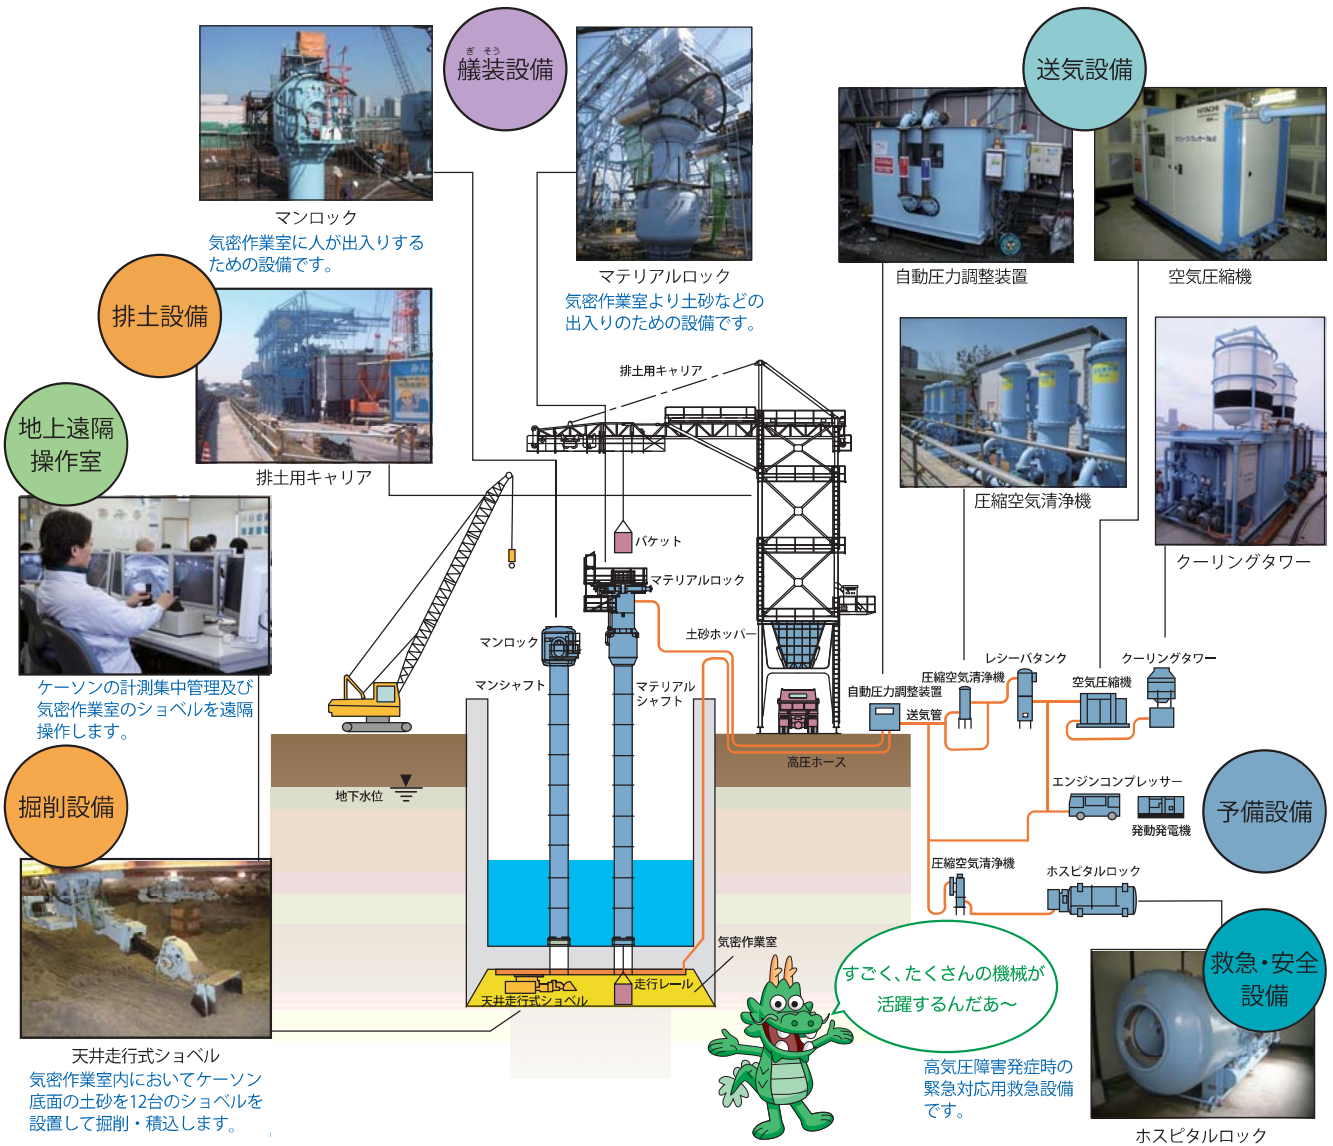 艤装設備
ぎ そう
送気設備
マンロック
気密作業室に人が出入りする
ための設備です。
マテリアルロック
気密作業室より土砂などの
出入りのための設備です。
自動圧力調整装置
HITACHI
空気圧縮機
排土設備
排土用キャリア
地上遠隔
操作室
圧縮空気清浄機
クーリングタワー
ケーソンの計測集中管理及び
気密作業室のショベルを遠隔
操作します。
掘削設備
天井走行式ショベル
気密作業室内においてケーソン
底面の土砂を12台のショベルを
設置して掘削・積込します。
排土用キャリア
バケット
マテリアルロック
マンロック
土砂ホッパー
マンシャフト
マテリアル
シャフト
自動圧力調整装置
送気管
圧縮空気清浄機
レシーバタンク
空気圧縮機
クーリングタワー
高圧ホース
地下水位
エンジンコンプレッサー
発動発電機
予備設備
圧縮空気清浄機
ホスピタルロック
気密作業室
走行レール
天井走行式ショベル
すごく、たくさんの機械が
活躍するんだあ〜
救急・安全
設備
高気圧障害発症時の
緊急対応用救急設備
です。
ホスピタルロック